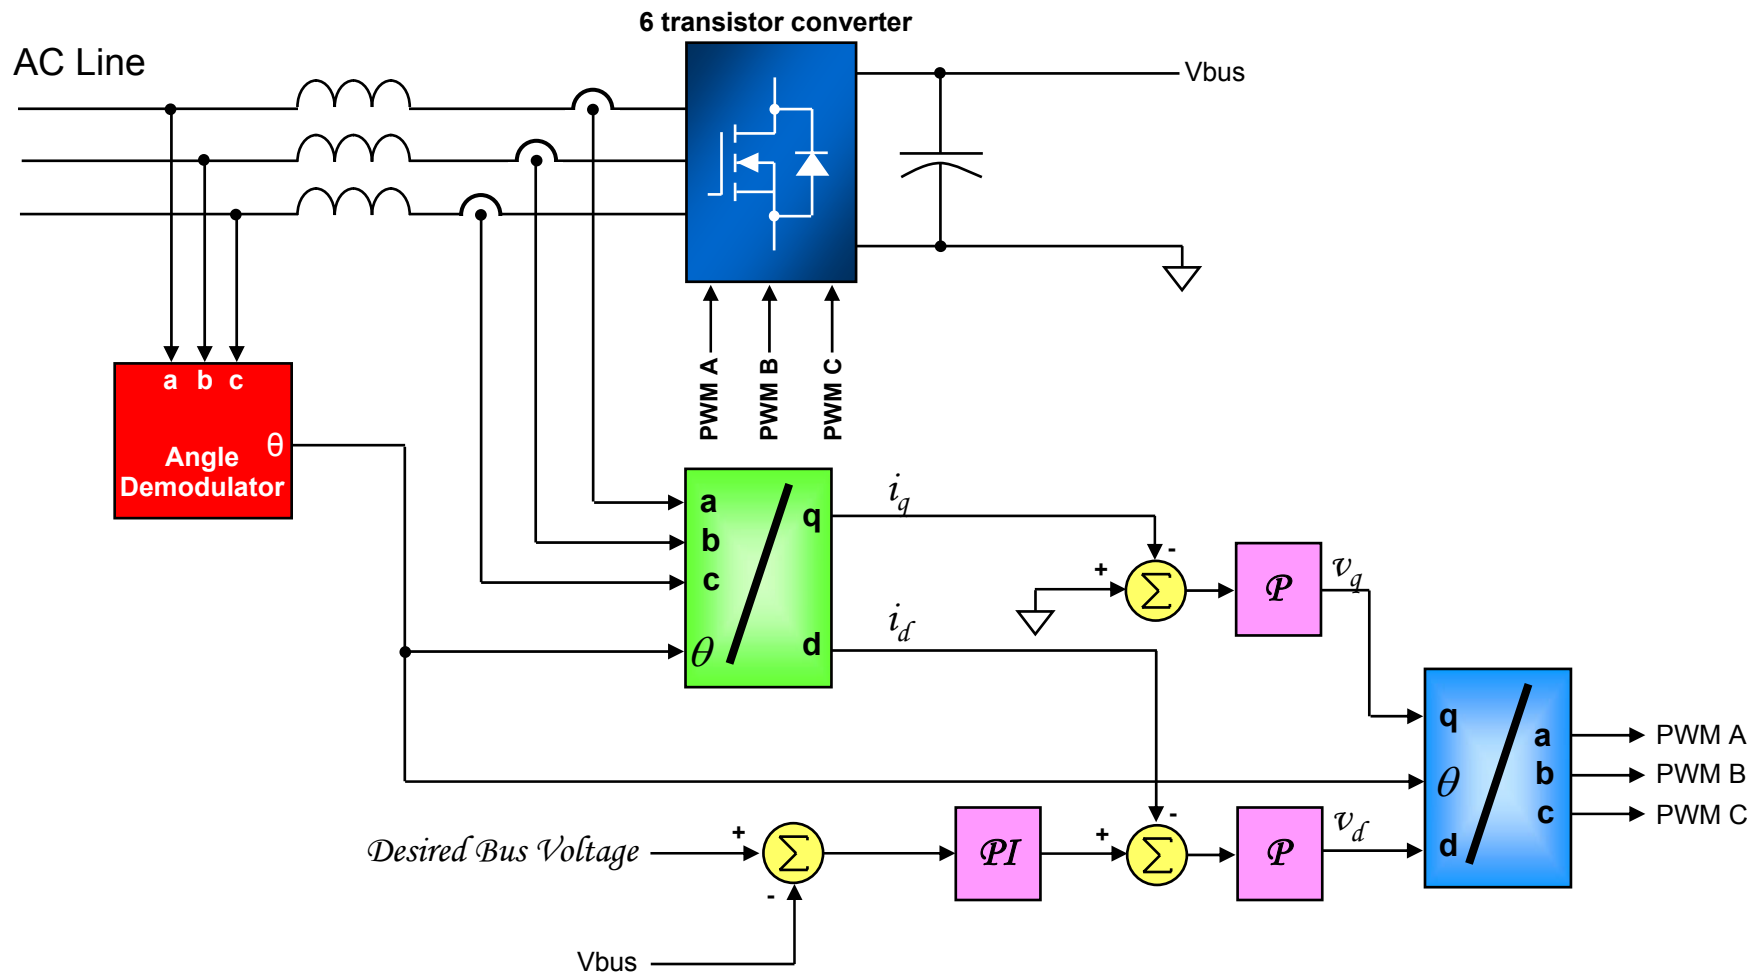 6 transistor converter
AC Line
Vbus
PWM A
PWM B
PWM C
a b c
θ
Angle
Demodulator
a
b
c
θ
q
d
i_q
i_d
+
-
Σ
P
v_q
q
θ
d
a
b
c
PWM A
PWM B
PWM C
Desired Bus Voltage
+
-
Σ
PI
+
-
Σ
P
v_d
Vbus